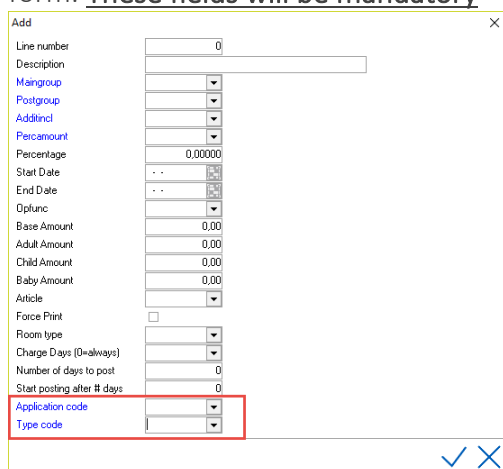 form. These fields will be mandatory
Add
Line number 0
Description
Maingroup
Postgroup
Additincl
Percamount
Percentage 0,00000
Start Date - -
End Date - -
Opfunc
Base Amount 0,00
Adult Amount 0,00
Child Amount 0,00
Baby Amount 0,00
Article
Force Print
Room type
Charge Days (0=always)
Number of days to post 0
Start posting after # days 0
Application code
Type code